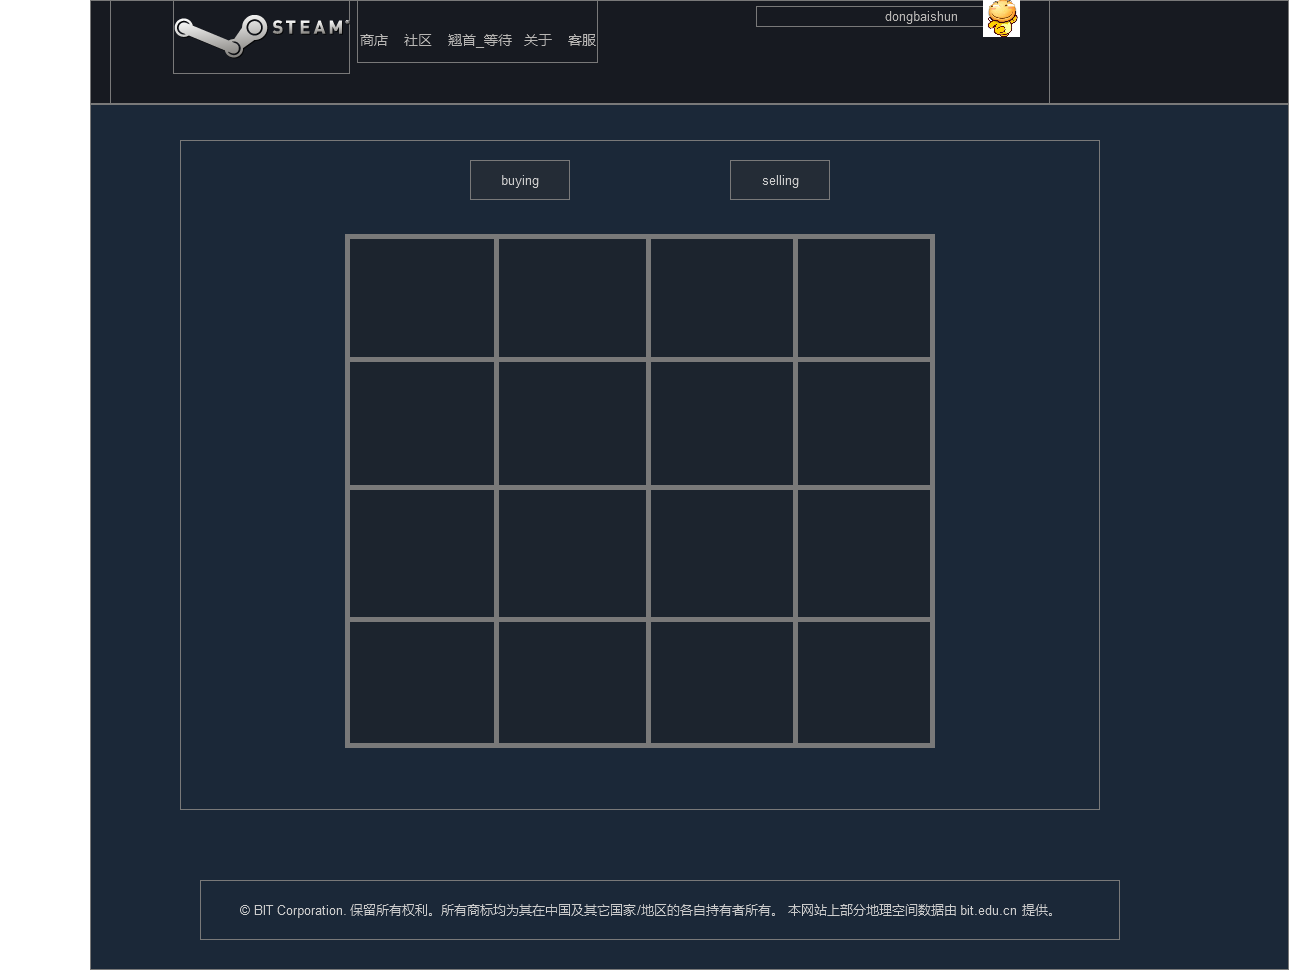 STEAM®
商店 社区 翘首_等待 关于 客服
dongbaishun
buying
selling
© BIT Corporation. 保留所有权利。所有商标均为其在中国及其它国家/地区的各自持有者所有。 本网站上部分地理空间数据由 bit.edu.cn 提供。